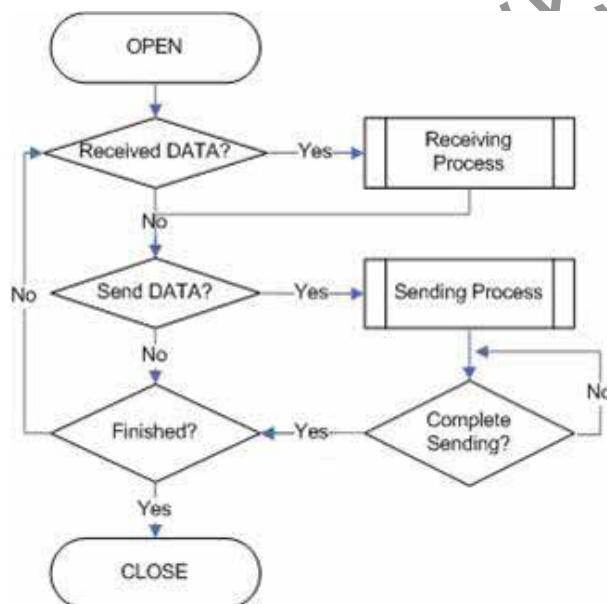 OPEN
Received DATA?
Yes
Receiving
Process
No
Send DATA?
Yes
Sending Process
No
No
No
Finished?
Yes
Complete
Sending?
Yes
CLOSE